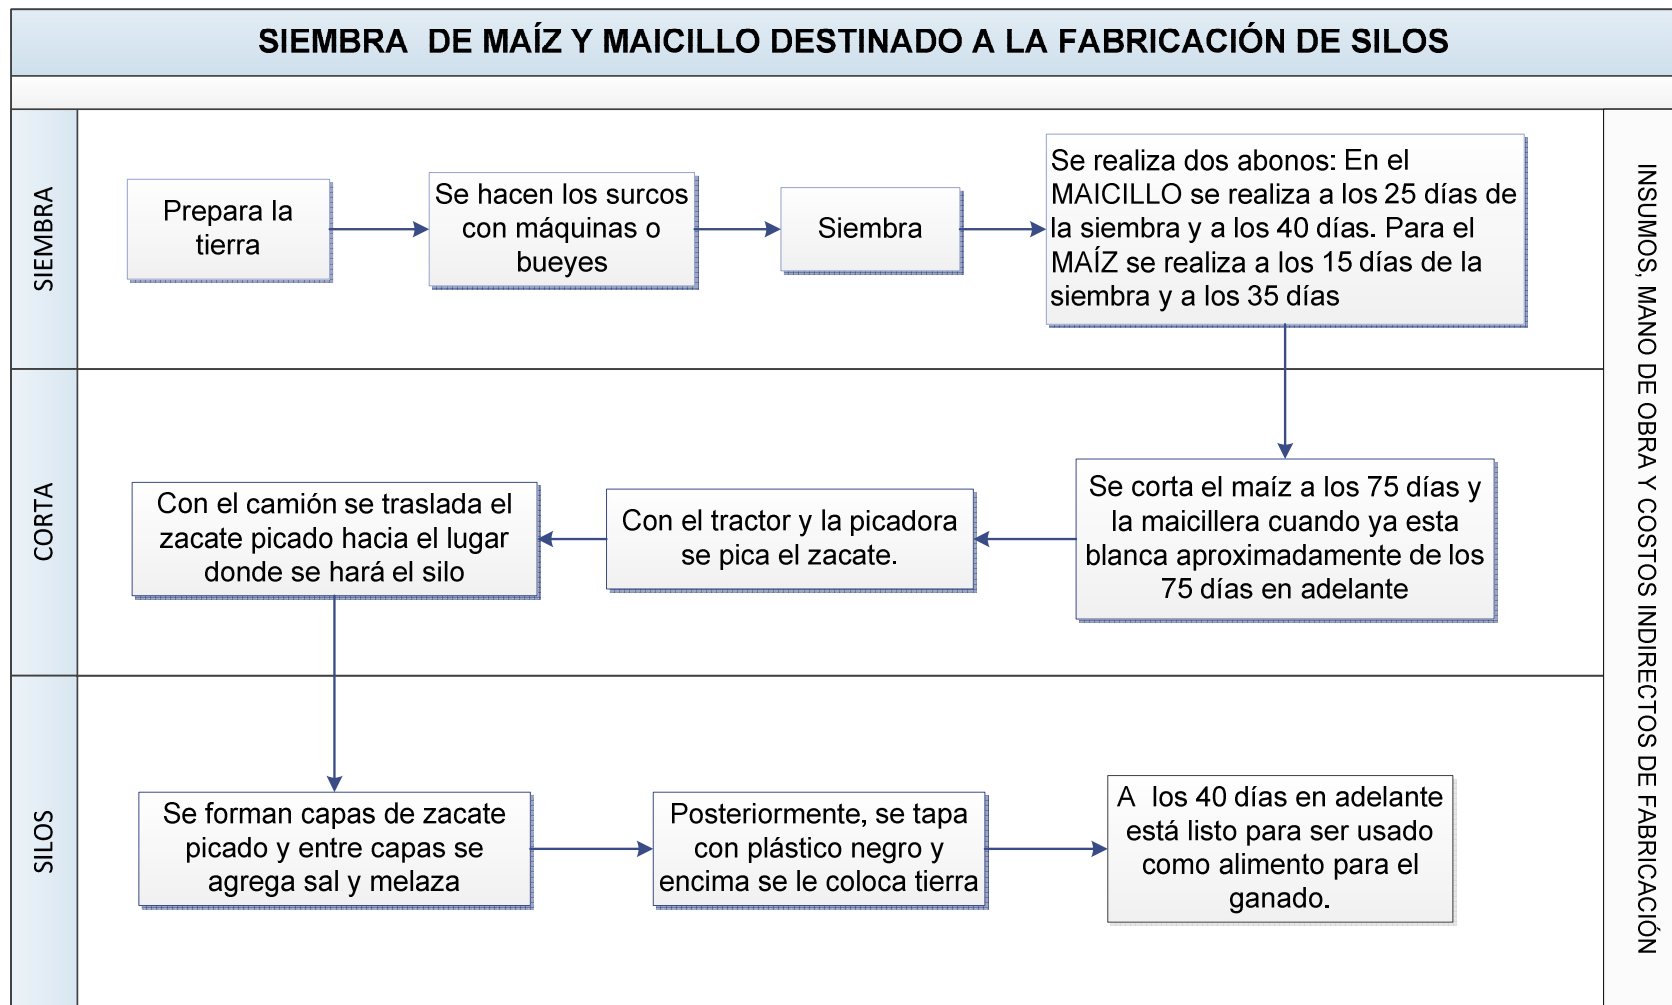 SIEMBRA DE MAÍZ Y MAICILLO DESTINADO A LA FABRICACIÓN DE SILOS
SIEMBRA
Prepara la
tierra
Se hacen los surcos
con máquinas o
bueyes
Siembra
Se realiza dos abonos: En el
MAICILLO se realiza a los 25 días de
la siembra y a los 40 días. Para el
MAÍZ se realiza a los 15 días de la
siembra y a los 35 días
CORTA
Se corta el maíz a los 75 días y
la maicillera cuando ya esta
blanca aproximadamente de los
75 días en adelante
Con el tractor y la picadora
se pica el zacate.
Con el camión se traslada el
zacate picado hacia el lugar
donde se hará el silo
SILOS
Se forman capas de zacate
picado y entre capas se
agrega sal y melaza
Posteriormente, se tapa
con plástico negro y
encima se le coloca tierra
A los 40 días en adelante
está listo para ser usado
como alimento para el
ganado.
INSUMOS, MANO DE OBRA Y COSTOS INDIRECTOS DE FABRICACIÓN